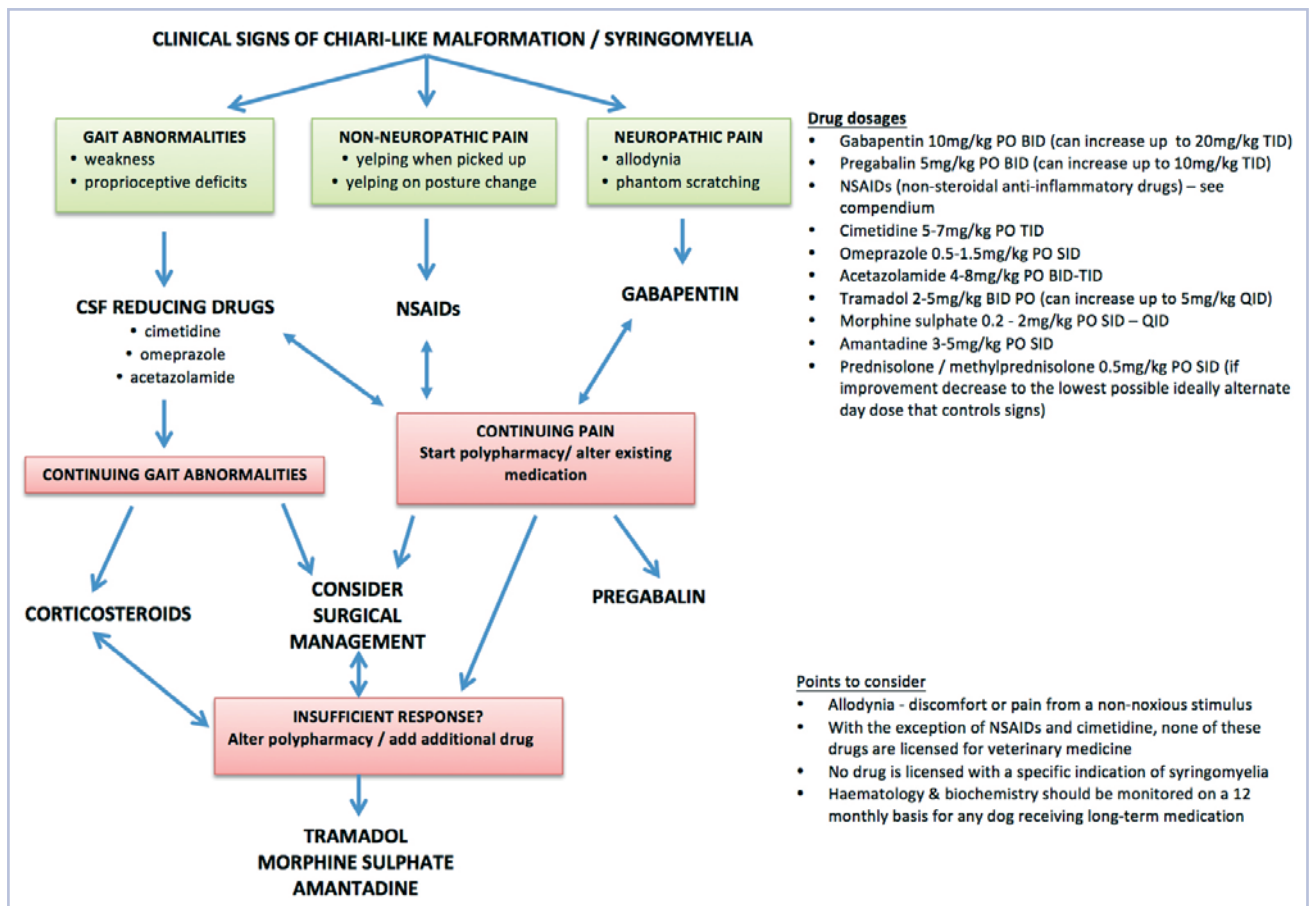 CLINICAL SIGNS OF CHIARI-LIKE MALFORMATION / SYRINGOMYELIA
GAIT ABNORMALITIES
• weakness
• proprioceptive deficits
NON-NEUROPATHIC PAIN
• yelping when picked up
• yelping on posture change
NEUROPATHIC PAIN
• allodynia
• phantom scratching
CSF REDUCING DRUGS
• cimetidine
• omeprazole
• acetazolamide
NSAIDs
GABAPENTIN
CONTINUING GAIT ABNORMALITIES
CONTINUING PAIN
Start polypharmacy/ alter existing
medication
CORTICOSTEROIDS
CONSIDER
SURGICAL
MANAGEMENT
PREGABALIN
INSUFFICIENT RESPONSE?
Alter polypharmacy / add additional drug
TRAMADOL
MORPHINE SULPHATE
AMANTADINE
Drug dosages
• Gabapentin 10mg/kg PO BID (can increase up to 20mg/kg TID)
• Pregabalin 5mg/kg PO BID (can increase up to 10mg/kg TID)
• NSAIDs (non-steroidal anti-inflammatory drugs) – see
compendium
• Cimetidine 5-7mg/kg PO TID
• Omeprazole 0.5-1.5mg/kg PO SID
• Acetazolamide 4-8mg/kg PO BID-TID
• Tramadol 2-5mg/kg BID PO (can increase up to 5mg/kg QID)
• Morphine sulphate 0.2 - 2mg/kg PO SID – QID
• Amantadine 3-5mg/kg PO SID
• Prednisolone / methylprednisolone 0.5mg/kg PO SID (if
improvement decrease to the lowest possible ideally alternate
day dose that controls signs)
Points to consider
• Allodynia - discomfort or pain from a non-noxious stimulus
• With the exception of NSAIDs and cimetidine, none of these
drugs are licensed for veterinary medicine
• No drug is licensed with a specific indication of syringomyelia
• Haematology & biochemistry should be monitored on a 12
monthly basis for any dog receiving long-term medication